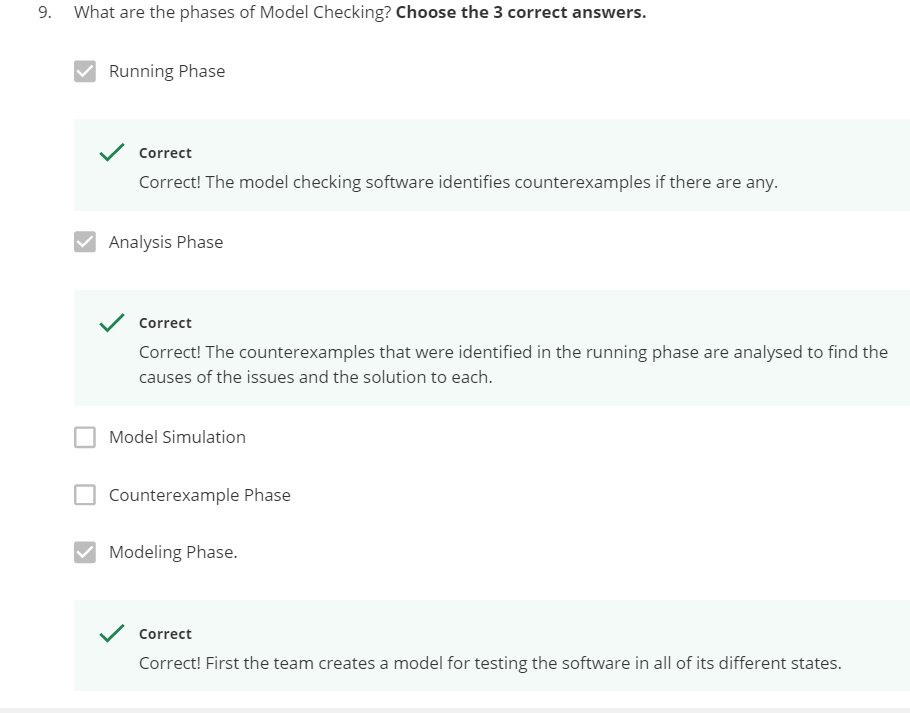 9. What are the phases of Model Checking? Choose the 3 correct answers.
Running Phase
Correct
Correct! The model checking software identifies counterexamples if there are any.
Analysis Phase
Correct
Correct! The counterexamples that were identified in the running phase are analysed to find the
causes of the issues and the solution to each.
Model Simulation
Counterexample Phase
Modeling Phase.
Correct
Correct! First the team creates a model for testing the software in all of its different states.